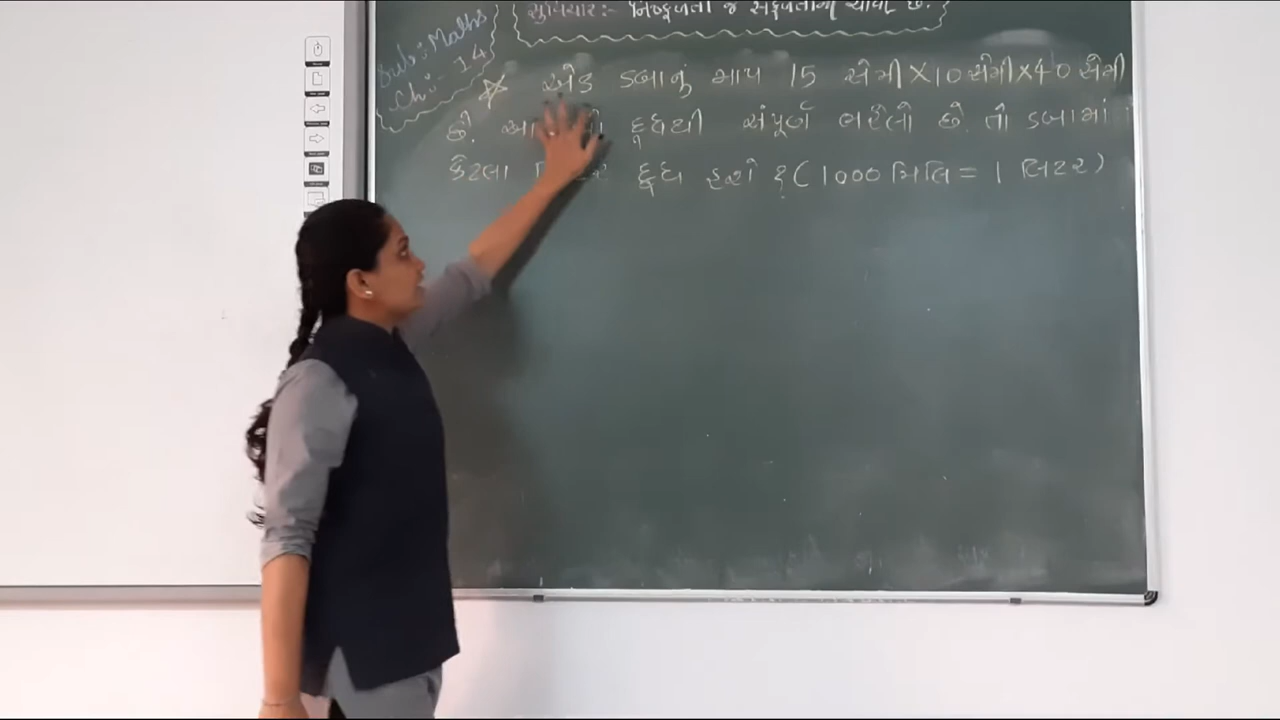 સુવિચાર:- નિષ્ફળતા જ સફળતાની ચાવી છે.
Sub: Maths
Ch:- 14
એક ડબાનું માપ 15 સેમી × 10 સેમી × 40 સેમી
છે. દૂધથી સંપૂર્ણ ભરેલો છે. તો ડબામાં
કેટલા દૂધ હશે ? ( 1000 મિલિ = 1 લિટર )